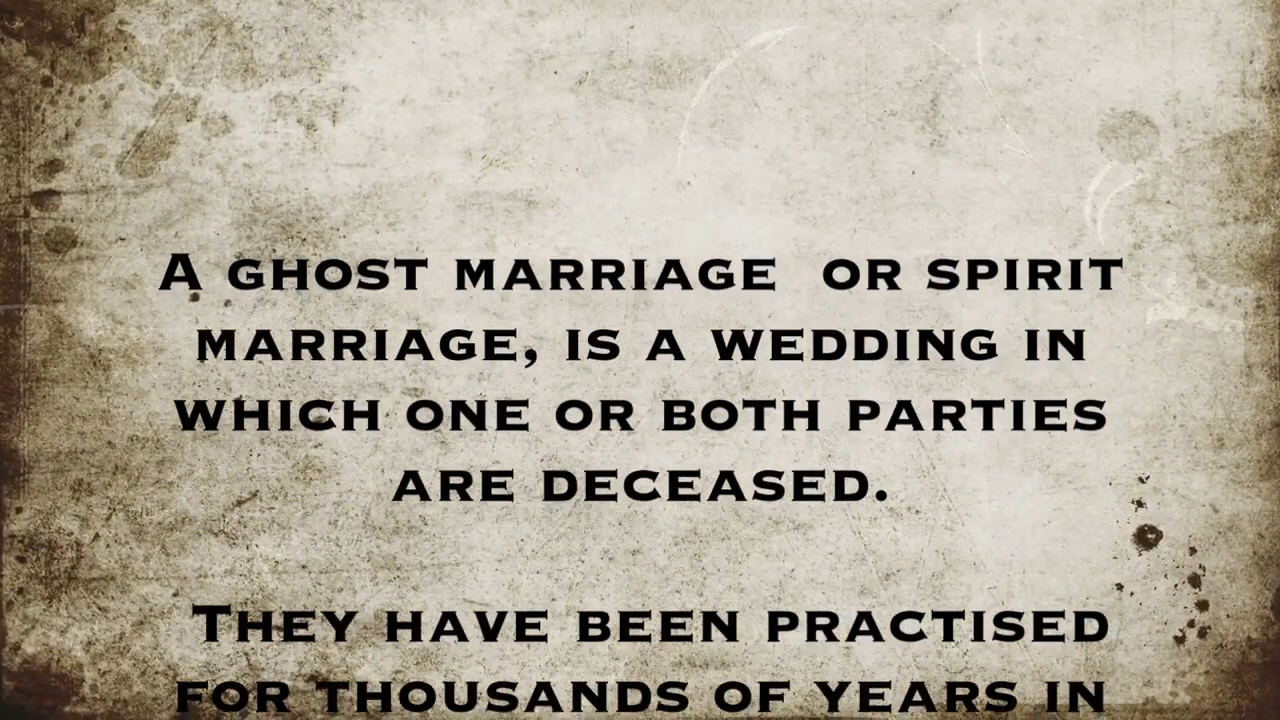 A GHOST MARRIAGE  OR SPIRIT
MARRIAGE, IS A WEDDING IN
WHICH ONE OR BOTH PARTIES
ARE DECEASED.
THEY HAVE BEEN PRACTISED
FOR THOUSANDS OF YEARS IN